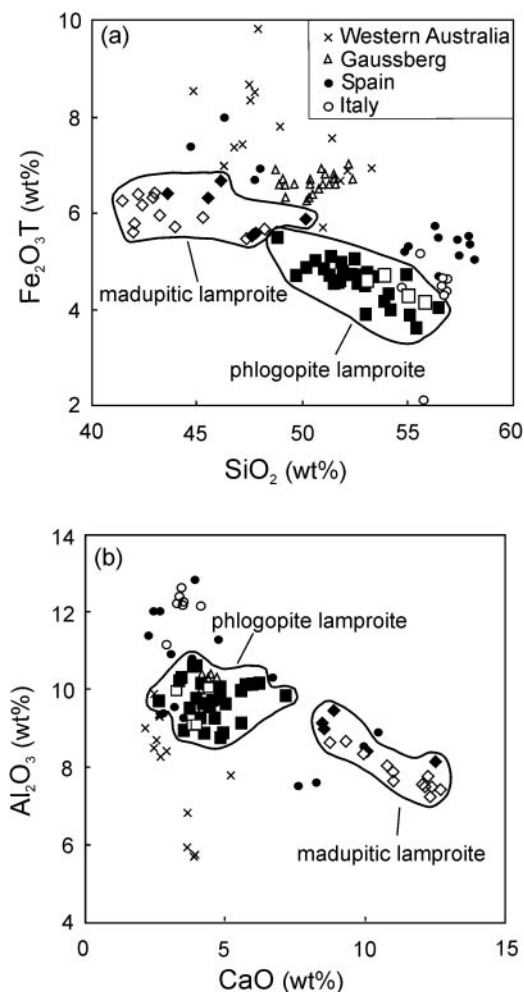 (a)
× Western Australia
△ Gaussberg
● Spain
○ Italy
10
8
6
4
2
Fe₂O₃T (wt%)
madupitic lamproite
phlogopite lamproite
40 45 50 55 60
SiO₂ (wt%)
(b)
14
12
10
8
6
4
Al₂O₃ (wt%)
phlogopite lamproite
madupitic lamproite
0 5 10 15
CaO (wt%)